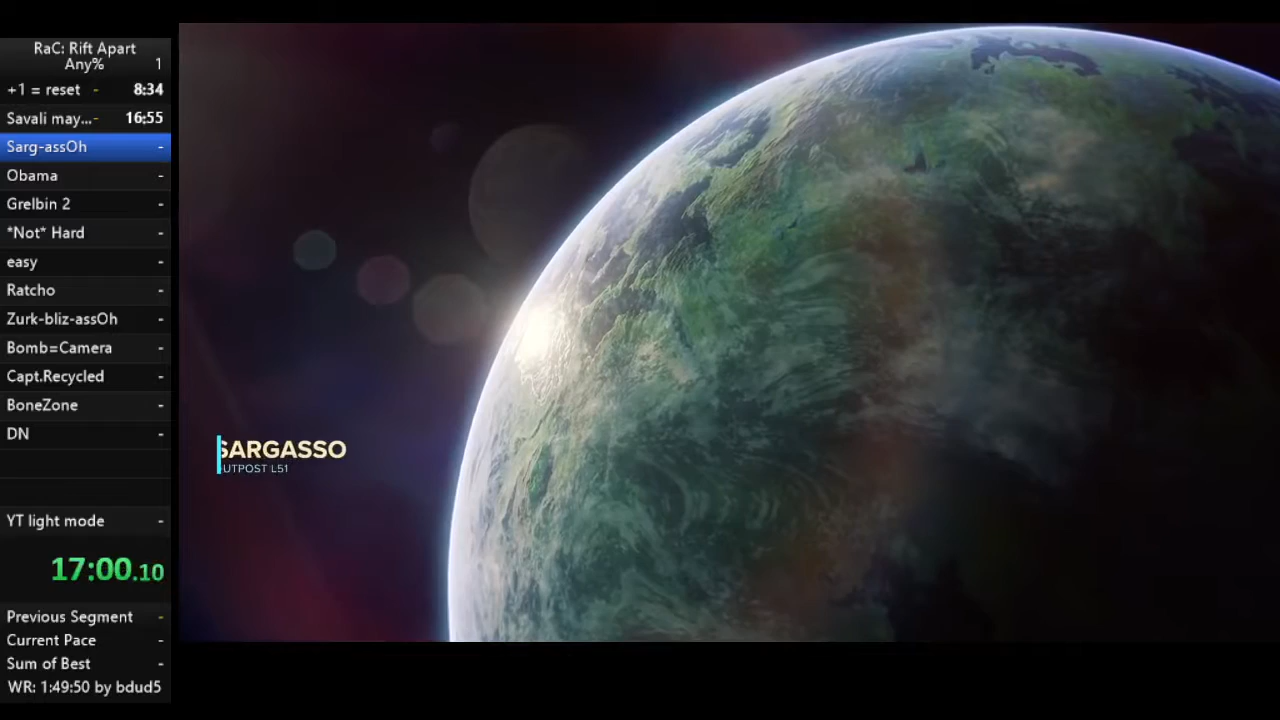 RaC: Rift Apart
Any% 1
+1 = reset - 8:34
Savali may...- 16:55
Sarg-assOh -
Obama -
Grelbin 2 -
*Not* Hard -
easy -
Ratcho -
Zurk-bliz-assOh -
Bomb=Camera -
Capt.Recycled -
BoneZone -
DN -
YT light mode -
17:00.10
Previous Segment -
Current Pace -
Sum of Best -
WR: 1:49:50 by bdud5
SARGASSO
UTPOST L51